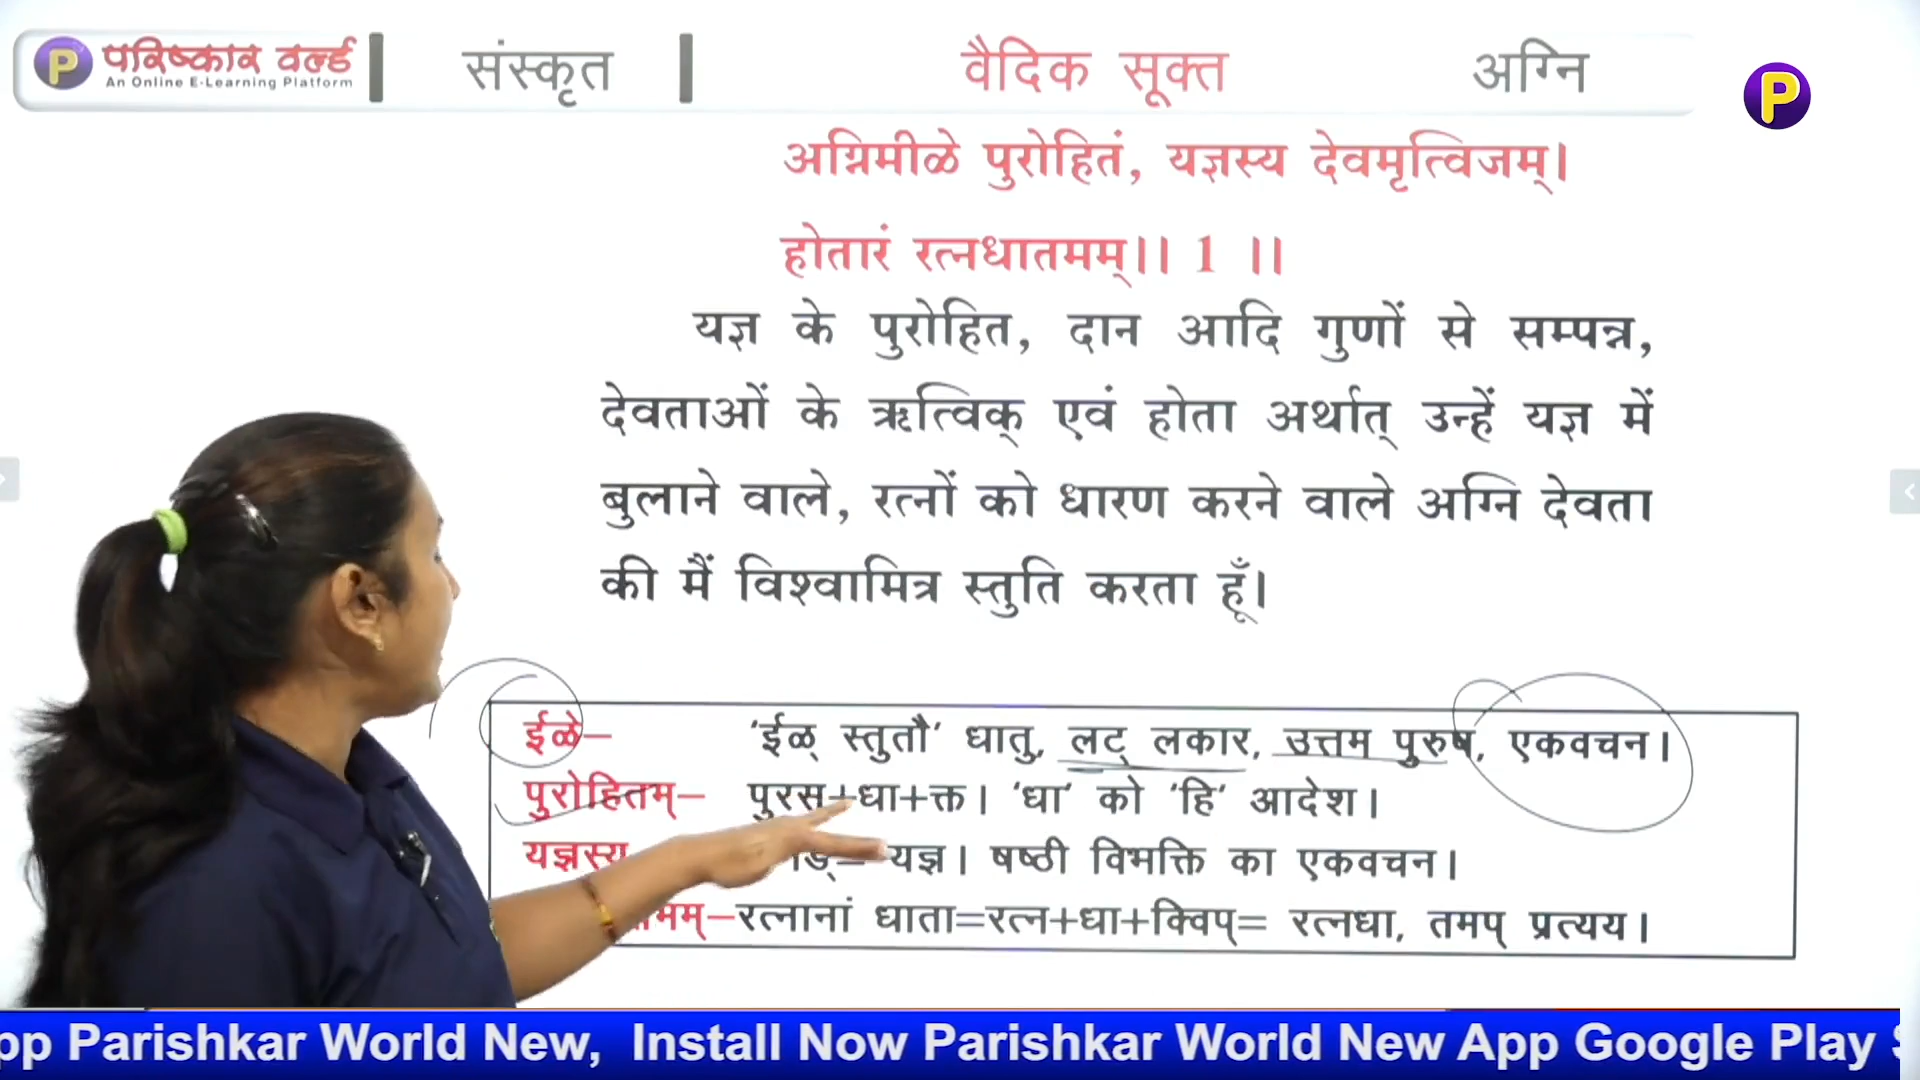 परिष्कार वर्ल्ड
An Online E-Learning Platform
संस्कृत
वैदिक सूक्त
अग्नि
P
P
अग्निमीळे पुरोहितं, यज्ञस्य देवमृत्विजम्।
होतारं रत्नधातमम्।। 1 ।।
यज्ञ के पुरोहित, दान आदि गुणों से सम्पन्न,
देवताओं के ऋत्विक् एवं होता अर्थात् उन्हें यज्ञ में
बुलाने वाले, रत्नों को धारण करने वाले अग्नि देवता
की मैं विश्वामित्र स्तुति करता हूँ।
ईळे– 'ईळ् स्तुतौ' धातु, लट् लकार, उत्तम पुरुष, एकवचन।
पुरोहितम्– पुरस+धा+क्त। 'धा' को 'हि' आदेश।
यज्ञस्य यज्ञ। षष्ठी विभक्ति का एकवचन।
रत्नानां धाता=रत्न+धा+क्विप्= रत्नधा, तमप् प्रत्यय।
Parishkar World New, Install Now Parishkar World New App Google Play